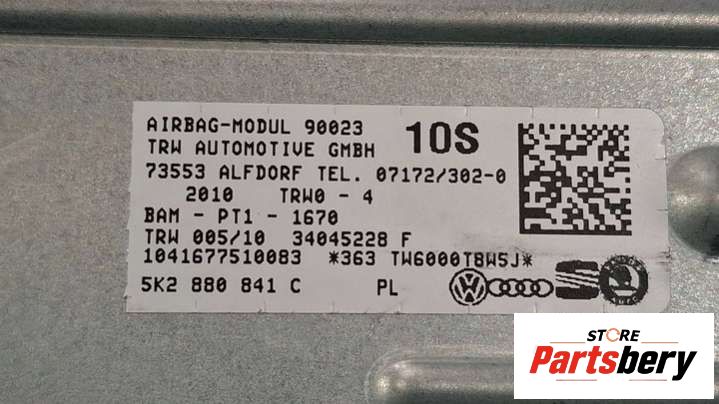 AIRBAG-MODUL 90023 10S
TRW AUTOMOTIVE GMBH
73553 ALFDORF TEL. 07172/302-0
2010 TRW0 - 4
BAM - PT1 - 1670
TRW 005/10 34045228 F
1041677510083 *363 TW6000T8W5J*
5K2 880 841 C PL
STORE
Partsbery